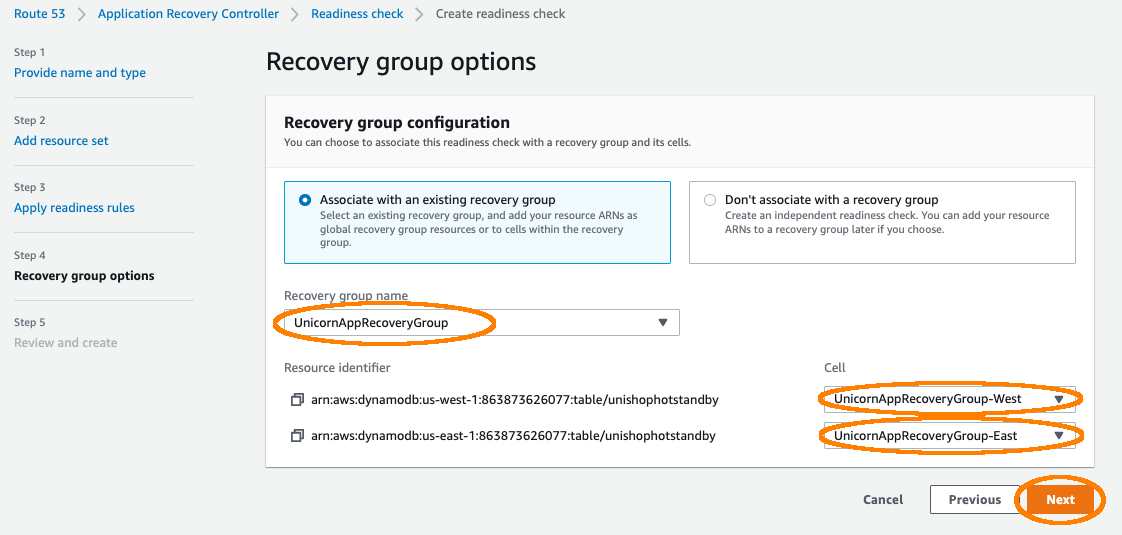 Route 53 Application Recovery Controller Readiness check Create readiness check
Step 1
Provide name and type
Step 2
Add resource set
Step 3
Apply readiness rules
Step 4
Recovery group options
Step 5
Review and create
Recovery group options
Recovery group configuration
You can choose to associate this readiness check with a recovery group and its cells.
Associate with an existing recovery group
Select an existing recovery group, and add your resource ARNs as
global recovery group resources or to cells within the recovery
group.
Don't associate with a recovery group
Create an independent readiness check. You can add your resource
ARNs to a recovery group later if you choose.
Recovery group name
UnicornAppRecoveryGroup
Resource identifier Cell
arn:aws:dynamodb:us-west-1:863873626077:table/unishophotstandby UnicornAppRecoveryGroup-West
arn:aws:dynamodb:us-east-1:863873626077:table/unishophotstandby UnicornAppRecoveryGroup-East
Cancel Previous Next